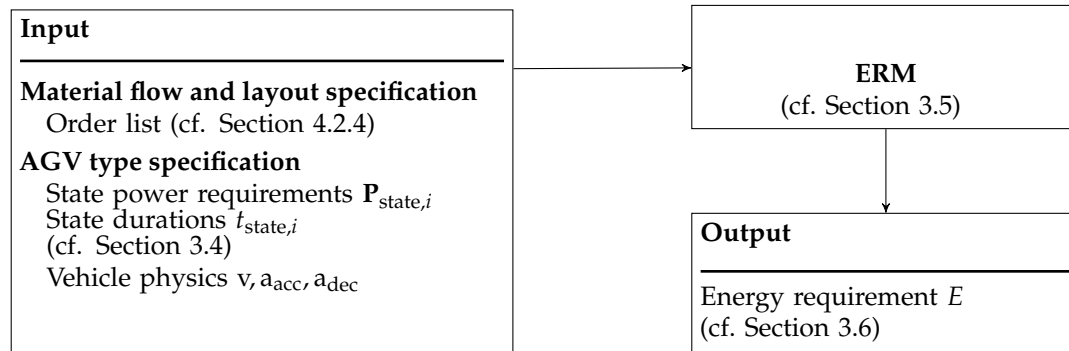 Input
Material flow and layout specification
Order list (cf. Section 4.2.4)
AGV type specification
State power requirements P_state,i
State durations t_state,i
(cf. Section 3.4)
Vehicle physics v, a_acc, a_dec
ERM
(cf. Section 3.5)
Output
Energy requirement E
(cf. Section 3.6)